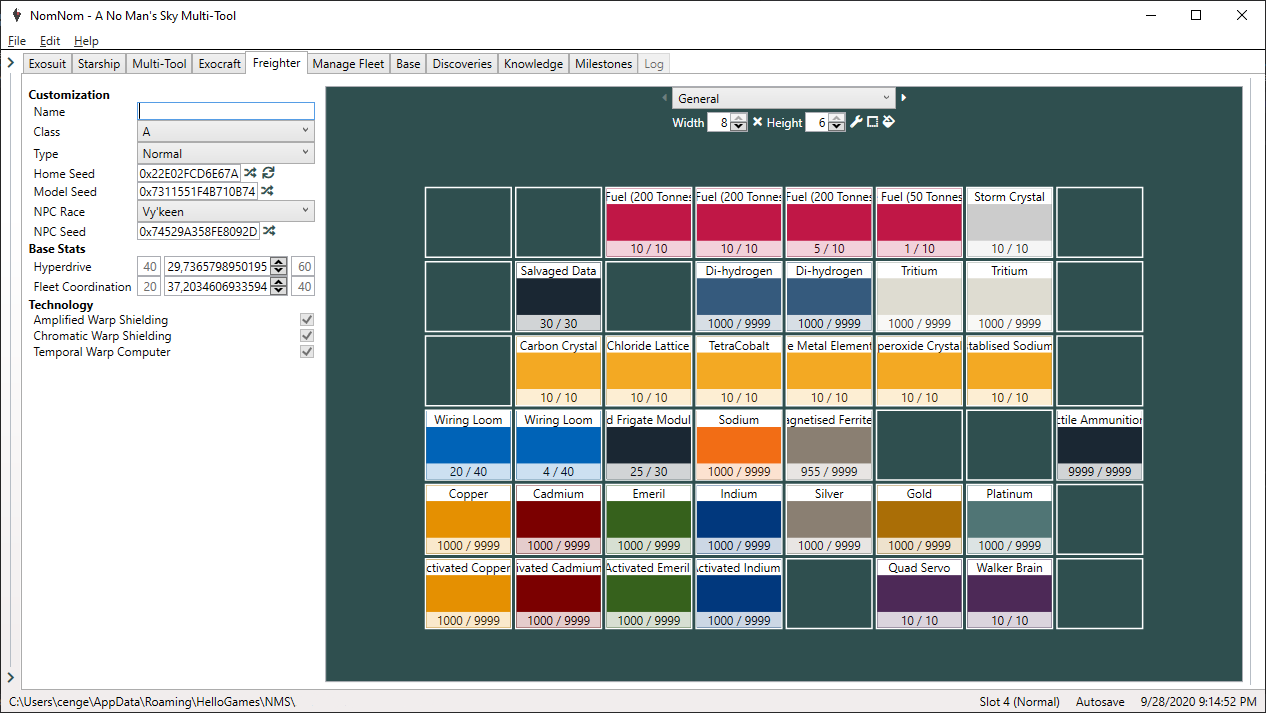 NomNom - A No Man's Sky Multi-Tool
File Edit Help
Exosuit Starship Multi-Tool Exocraft Freighter Manage Fleet Base Discoveries Knowledge Milestones Log
Customization
Name
Class A
Type Normal
Home Seed 0x22E02FCD6E67A
Model Seed 0x7311551F4B710B74
NPC Race Vy'keen
NPC Seed 0x74529A358FE8092D
Base Stats
Hyperdrive 40 29,7365798950195 60
Fleet Coordination 20 37,2034606933594 40
Technology
Amplified Warp Shielding
Chromatic Warp Shielding
Temporal Warp Computer
General
Width 8 Height 6
Fuel (200 Tonnes Fuel (200 Tonnes Fuel (200 Tonnes Fuel (50 Tonnes Storm Crystal
10 / 10 10 / 10 5 / 10 1 / 10 10 / 10
Salvaged Data Di-hydrogen Di-hydrogen Tritium Tritium
30 / 30 1000 / 9999 1000 / 9999 1000 / 9999 1000 / 9999
Carbon Crystal Chloride Lattice TetraCobalt e Metal Element peroxide Crystal tablised Sodium
10 / 10 10 / 10 10 / 10 10 / 10 10 / 10 10 / 10
Wiring Loom Wiring Loom d Frigate Modul Sodium agnetised Ferrite ctile Ammunition
20 / 40 4 / 40 25 / 30 1000 / 9999 955 / 9999 9999 / 9999
Copper Cadmium Emeril Indium Silver Gold Platinum
1000 / 9999 1000 / 9999 1000 / 9999 1000 / 9999 1000 / 9999 1000 / 9999 1000 / 9999
ctivated Copper ivated Cadmium Activated Emeril ctivated Indium Quad Servo Walker Brain
1000 / 9999 1000 / 9999 1000 / 9999 1000 / 9999 10 / 10 10 / 10
C:\Users\cenge\AppData\Roaming\HelloGames\NMS\ Slot 4 (Normal) Autosave 9/28/2020 9:14:52 PM